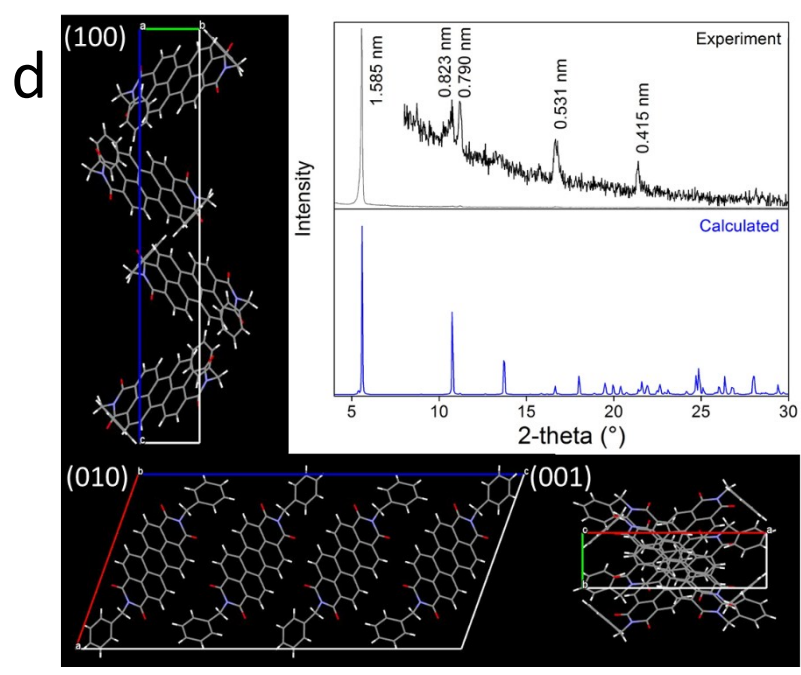 d
(100)
a
b
c
Experiment
1.585 nm
0.823 nm
0.790 nm
0.531 nm
0.415 nm
Intensity
Calculated
5
10
15
20
25
30
2-theta (°)
(010)
b
c
a
(001)
c
a
b